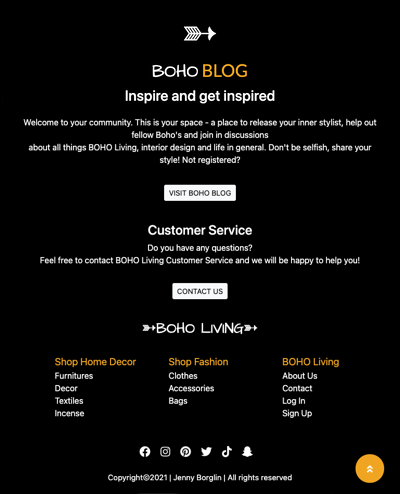 BOHO BLOG
Inspire and get inspired
Welcome to your community. This is your space - a place to release your inner stylist, help out
fellow Boho's and join in discussions
about all things BOHO Living, interior design and life in general. Don't be selfish, share your
style! Not registered?
VISIT BOHO BLOG
Customer Service
Do you have any questions?
Feel free to contact BOHO Living Customer Service and we will be happy to help you!
CONTACT US
BOHO LIVING
Shop Home Decor
Furnitures
Decor
Textiles
Incense
Shop Fashion
Clothes
Accessories
Bags
BOHO Living
About Us
Contact
Log In
Sign Up
Copyright©2021 | Jenny Borglin | All rights reserved